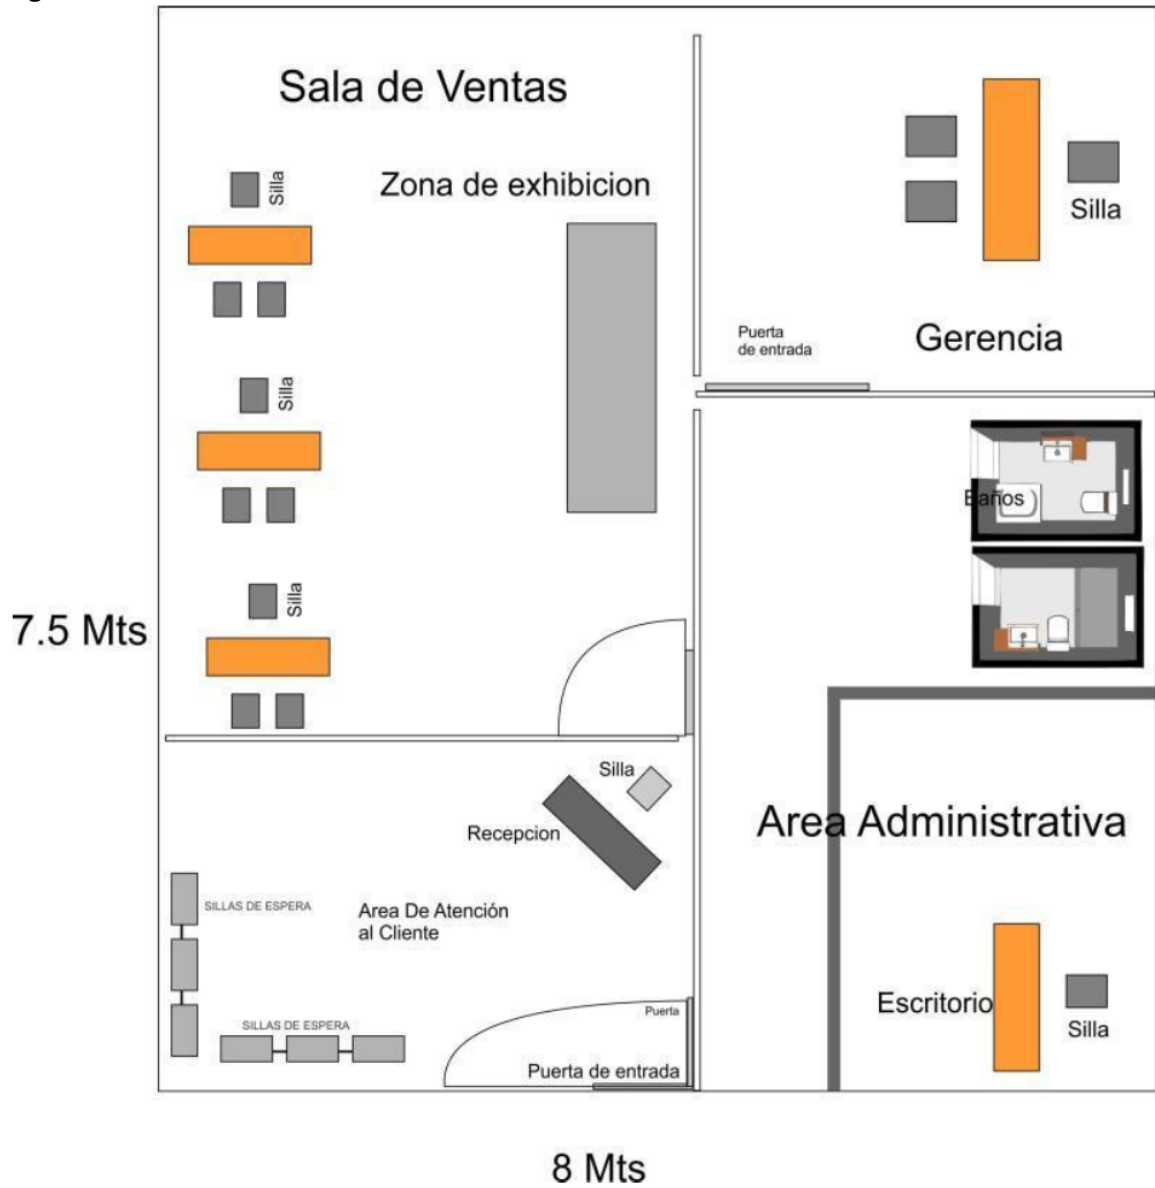 Sala de Ventas
Zona de exhibicion
Silla
Silla
Silla
Silla
Gerencia
Puerta
de entrada
Baños
7.5 Mts
Silla
Recepcion
Area Administrativa
SILLAS DE ESPERA
Area De Atención
al Cliente
SILLAS DE ESPERA
Puerta
Puerta de entrada
Escritorio
Silla
8 Mts